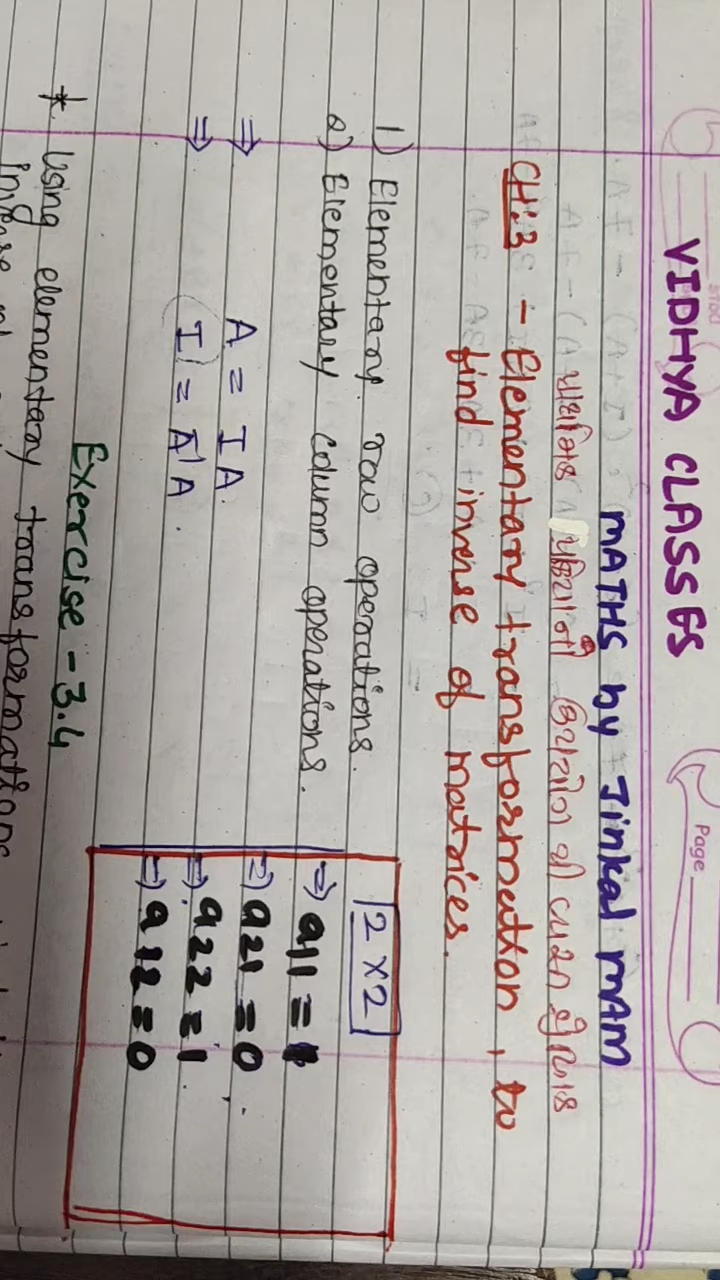 Page
VIDHYA CLASSES
MATHS by Jinkal MAM
CH:3 - Elementary transformation, to
find inverse of matrices.
1) Elementary row operations.
2) Elementary column operations.
⇒ A = IA.
⇒ I = A⁻¹A.
2×2
⇒ a11 = 1
⇒ a21 = 0
⇒ a22 = 1
⇒ a12 = 0
Exercise - 3.4
* Using elementary transformations